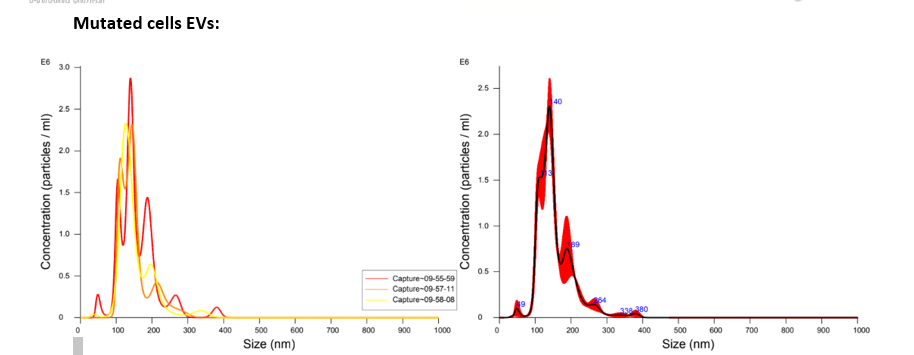 Mutated cells EVs:
E6
3.0
2.5
2.0
1.5
1.0
0.5
0
Concentration (particles / ml)
0 100 200 300 400 500 600 700 800 900 1000
Size (nm)
Capture~09-55-59
Capture~09-57-11
Capture~09-58-08
E6
2.5
2.0
1.5
1.0
0.5
0
Concentration (particles / ml)
140
113
189
49
264
338
380
0 100 200 300 400 500 600 700 800 900 1000
Size (nm)